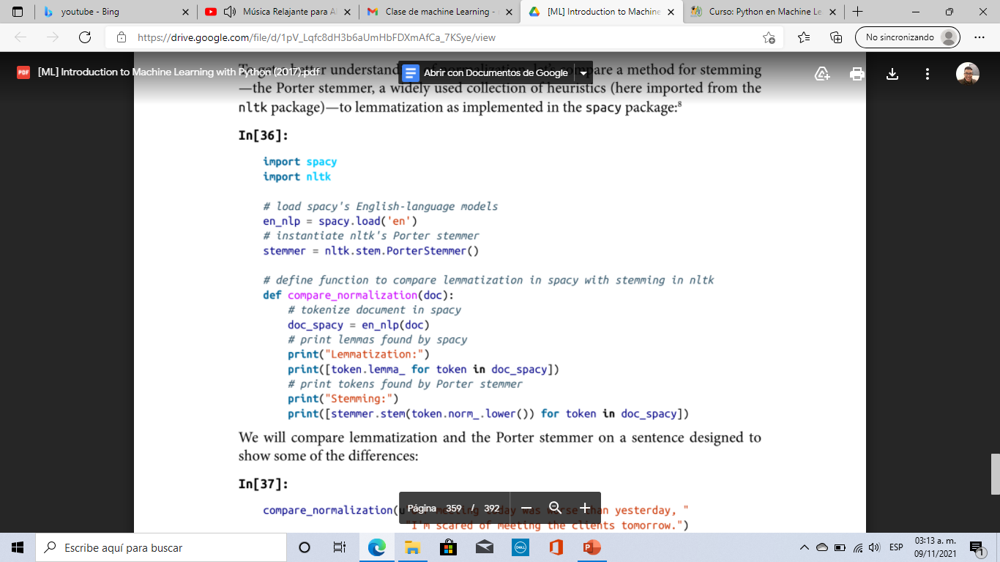 youtube - Bing
Música Relajante para Al
Clase de machine Learning -
[ML] Introduction to Machine
Curso: Python en Machine Le
https://drive.google.com/file/d/1pV_Lqfc8dH3b6aUmHbFDXmAfCa_7KSye/view
No sincronizando
PDF
[ML] Introduction to Machine Learning with Python (2017).pdf
Abrir con Documentos de Google
To get a better understand of normalization, let's compare a method for stemming
—the Porter stemmer, a widely used collection of heuristics (here imported from the
nltk package)—to lemmatization as implemented in the spacy package:⁸
In[36]:
import spacy
import nltk
# load spacy's English-language models
en_nlp = spacy.load('en')
# instantiate nltk's Porter stemmer
stemmer = nltk.stem.PorterStemmer()
# define function to compare lemmatization in spacy with stemming in nltk
def compare_normalization(doc):
# tokenize document in spacy
doc_spacy = en_nlp(doc)
# print lemmas found by spacy
print("Lemmatization:")
print([token.lemma_ for token in doc_spacy])
# print tokens found by Porter stemmer
print("Stemming:")
print([stemmer.stem(token.norm_.lower()) for token in doc_spacy])
We will compare lemmatization and the Porter stemmer on a sentence designed to
show some of the differences:
In[37]:
compare_normalization(u meeting today was worse than yesterday, "
"I'm scared of meeting the clients tomorrow.")
Página 359 / 392
Escribe aquí para buscar
DELL
ESP
03:13 a. m.
09/11/2021
1